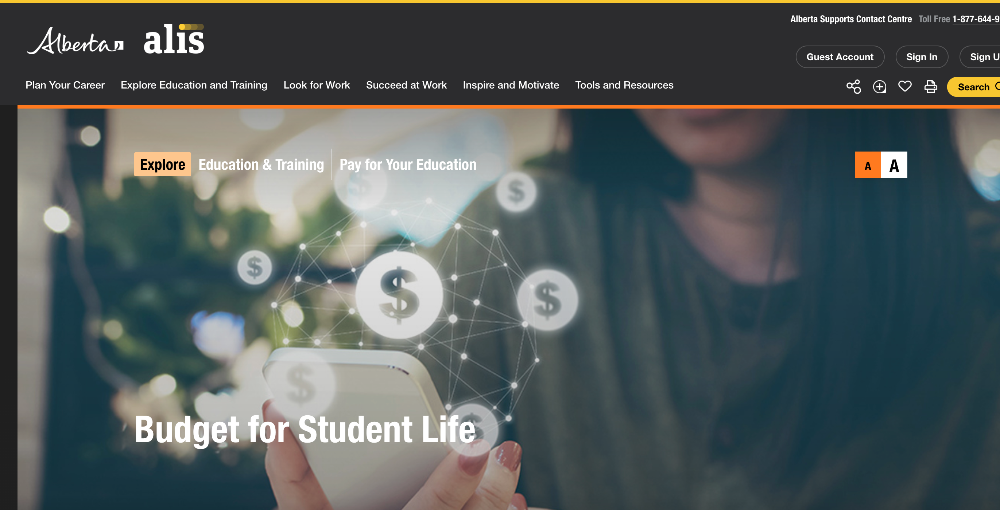 Alberta Supports Contact Centre Toll Free 1-877-644-9
Alberta alis
Guest Account Sign In Sign U
Plan Your Career Explore Education and Training Look for Work Succeed at Work Inspire and Motivate Tools and Resources Search
Explore Education & Training Pay for Your Education A A
$ $
$ $ $
$
$
Budget for Student Life